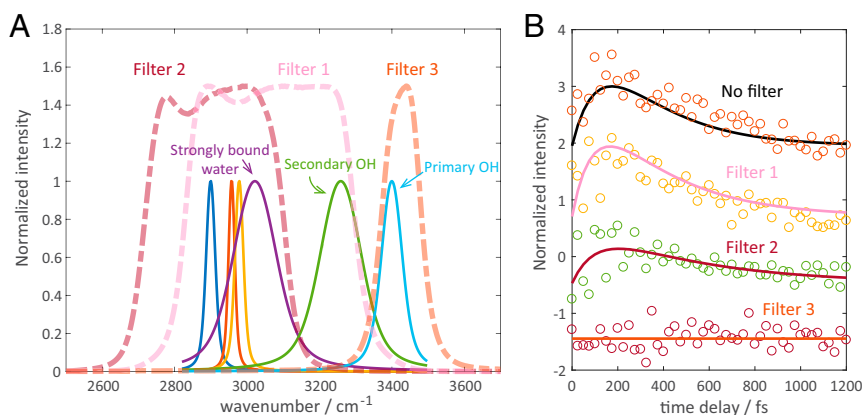 A
Normalized intensity
1.8
1.6
1.4
1.2
1
0.8
0.6
0.4
0.2
0
Filter 2
Filter 1
Filter 3
Strongly bound
water
Secondary OH
Primary OH
2600
2800
3000
3200
3400
3600
wavenumber / cm⁻¹
B
Normalized intensity
4
3
2
1
0
-1
-2
No filter
Filter 1
Filter 2
Filter 3
0
200
400
600
800
1000
1200
time delay / fs